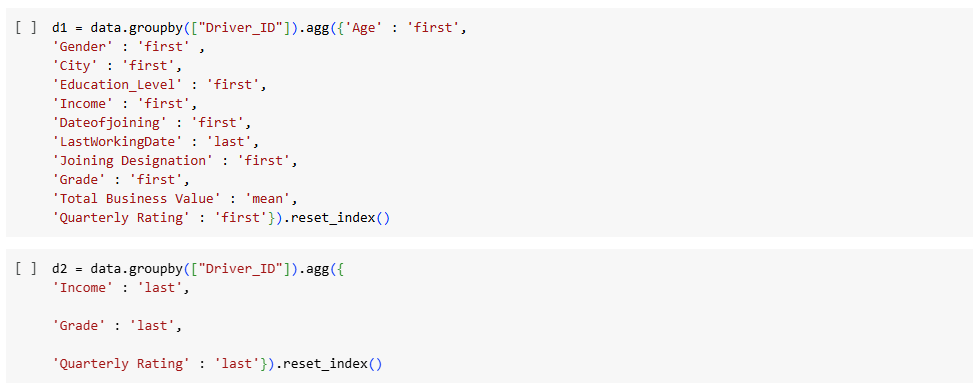 [ ] d1 = data.groupby(["Driver_ID"]).agg({'Age' : 'first',
'Gender' : 'first' ,
'City' : 'first',
'Education_Level' : 'first',
'Income' : 'first',
'Dateofjoining' : 'first',
'LastWorkingDate' : 'last',
'Joining Designation' : 'first',
'Grade' : 'first',
'Total Business Value' : 'mean',
'Quarterly Rating' : 'first'}).reset_index()
[ ] d2 = data.groupby(["Driver_ID"]).agg({
'Income' : 'last',
'Grade' : 'last',
'Quarterly Rating' : 'last'}).reset_index()